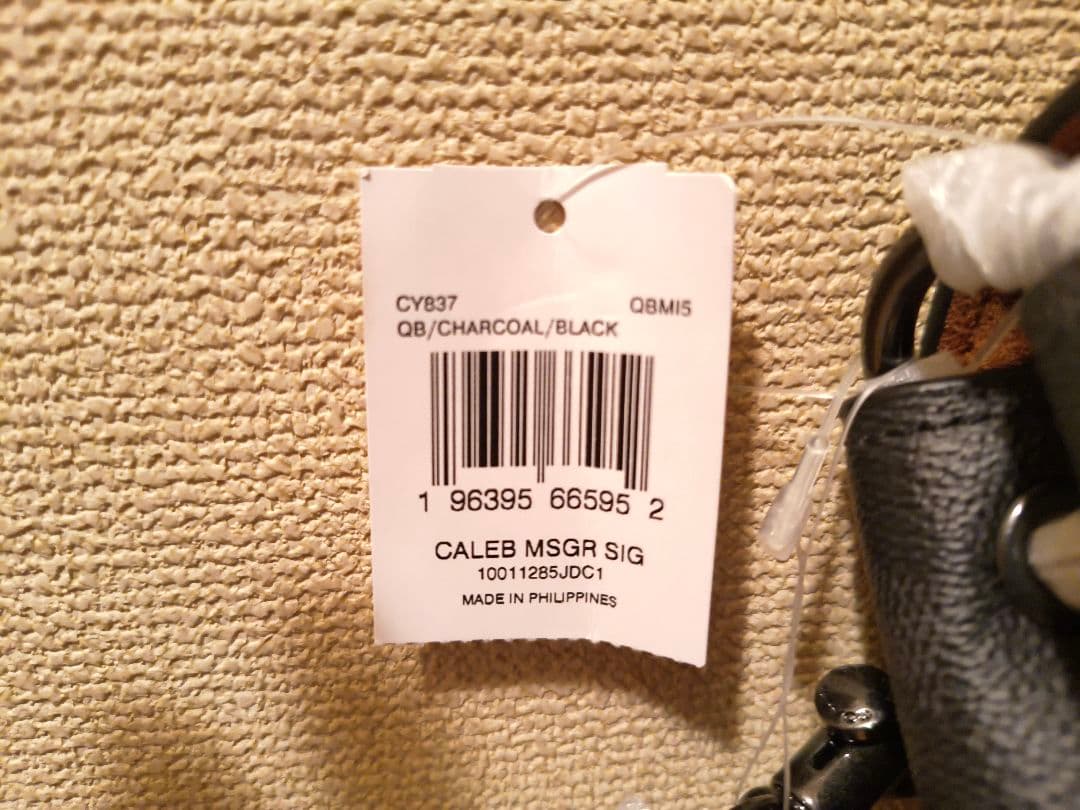 CY837 QBMI5
QB/CHARCOAL/BLACK
1 96395 66595 2
CALEB MSGR SIG
10011285JDC1
MADE IN PHILIPPINES